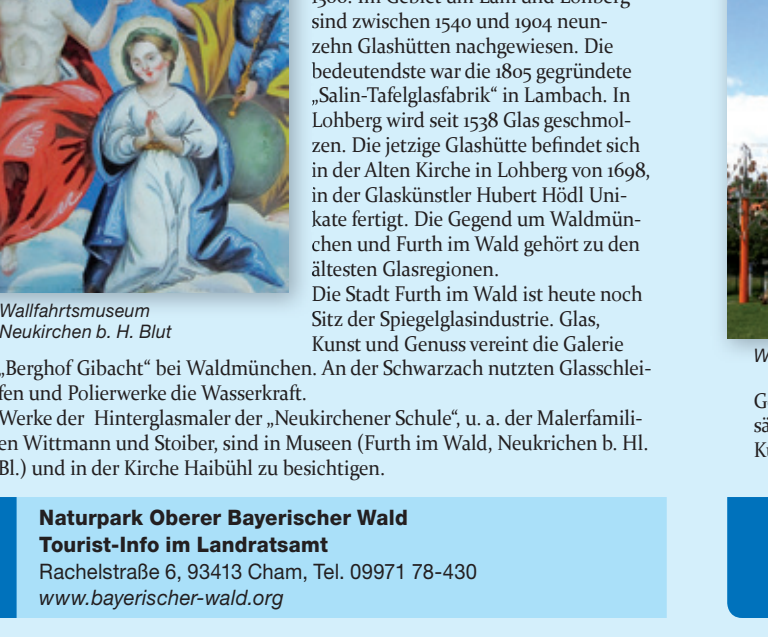 1500. Im Gebiet um Lam und Lohberg
sind zwischen 1540 und 1904 neun-
zehn Glashütten nachgewiesen. Die
bedeutendste war die 1805 gegründete
„Salin-Tafelglasfabrik“ in Lambach. In
Lohberg wird seit 1538 Glas geschmol-
zen. Die jetzige Glashütte befindet sich
in der Alten Kirche in Lohberg von 1698,
in der Glaskünstler Hubert Hödl Uni-
kate fertigt. Die Gegend um Waldmün-
chen und Furth im Wald gehört zu den
ältesten Glasregionen.
Die Stadt Furth im Wald ist heute noch
Sitz der Spiegelglasindustrie. Glas,
Kunst und Genuss vereint die Galerie
„Berghof Gibacht“ bei Waldmünchen. An der Schwarzach nutzten Glasschlei-
fen und Polierwerke die Wasserkraft.
Werke der Hinterglasmaler der „Neukirchener Schule“, u. a. der Malerfamili-
en Wittmann und Stoiber, sind in Museen (Furth im Wald, Neukrichen b. Hl.
Bl.) und in der Kirche Haibühl zu besichtigen.
Wallfahrtsmuseum
Neukirchen b. H. Blut
Naturpark Oberer Bayerischer Wald
Tourist-Info im Landratsamt
Rachelstraße 6, 93413 Cham, Tel. 09971 78-430
www.bayerischer-wald.org